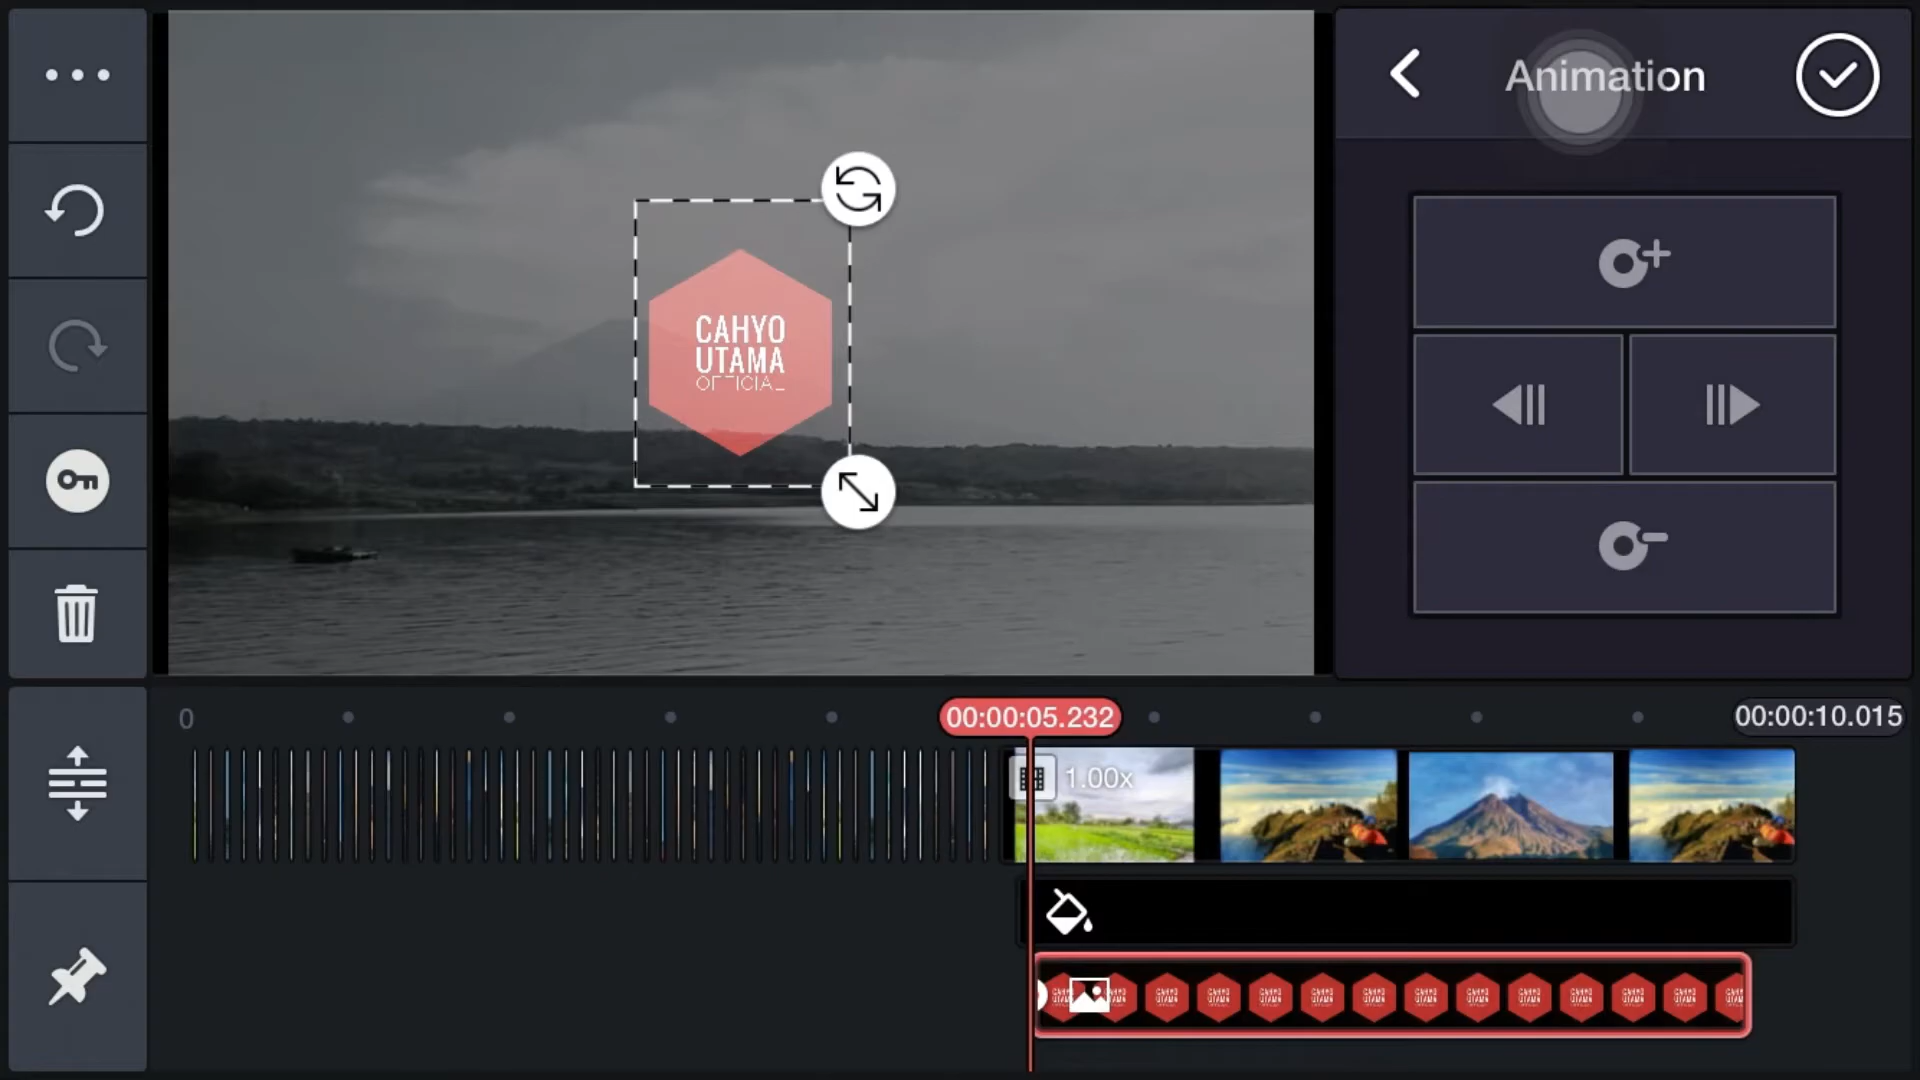 Animation
CAHYO
UTAMA
OFFICIAL
0
00:00:05.232
00:00:10.015
1.00x